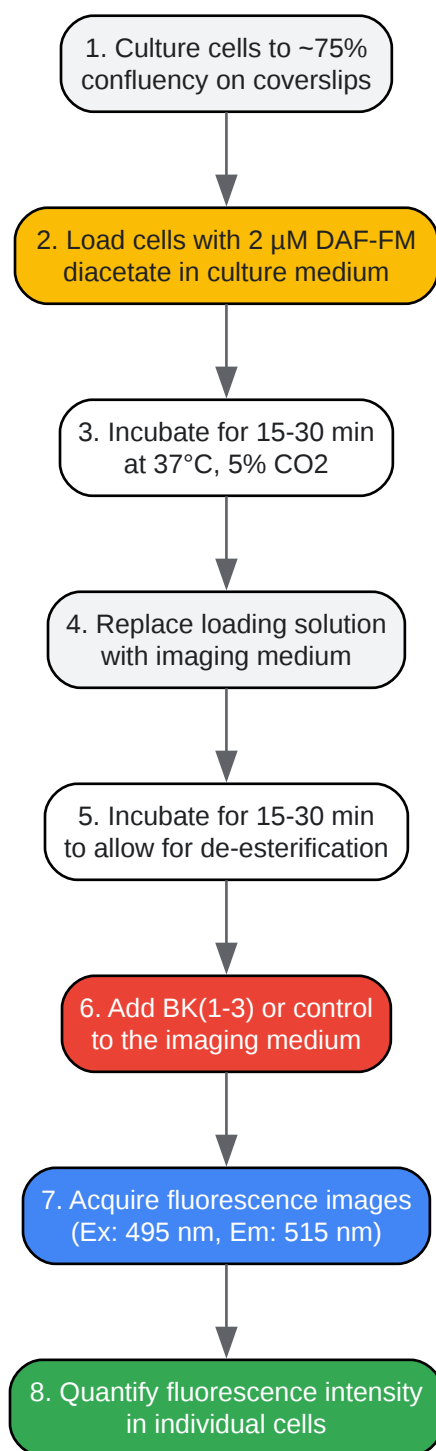 1. Culture cells to ~75%
confluency on coverslips
2. Load cells with 2 µM DAF-FM
diacetate in culture medium
3. Incubate for 15-30 min
at 37°C, 5% CO2
4. Replace loading solution
with imaging medium
5. Incubate for 15-30 min
to allow for de-esterification
6. Add BK(1-3) or control
to the imaging medium
7. Acquire fluorescence images
(Ex: 495 nm, Em: 515 nm)
8. Quantify fluorescence intensity
in individual cells